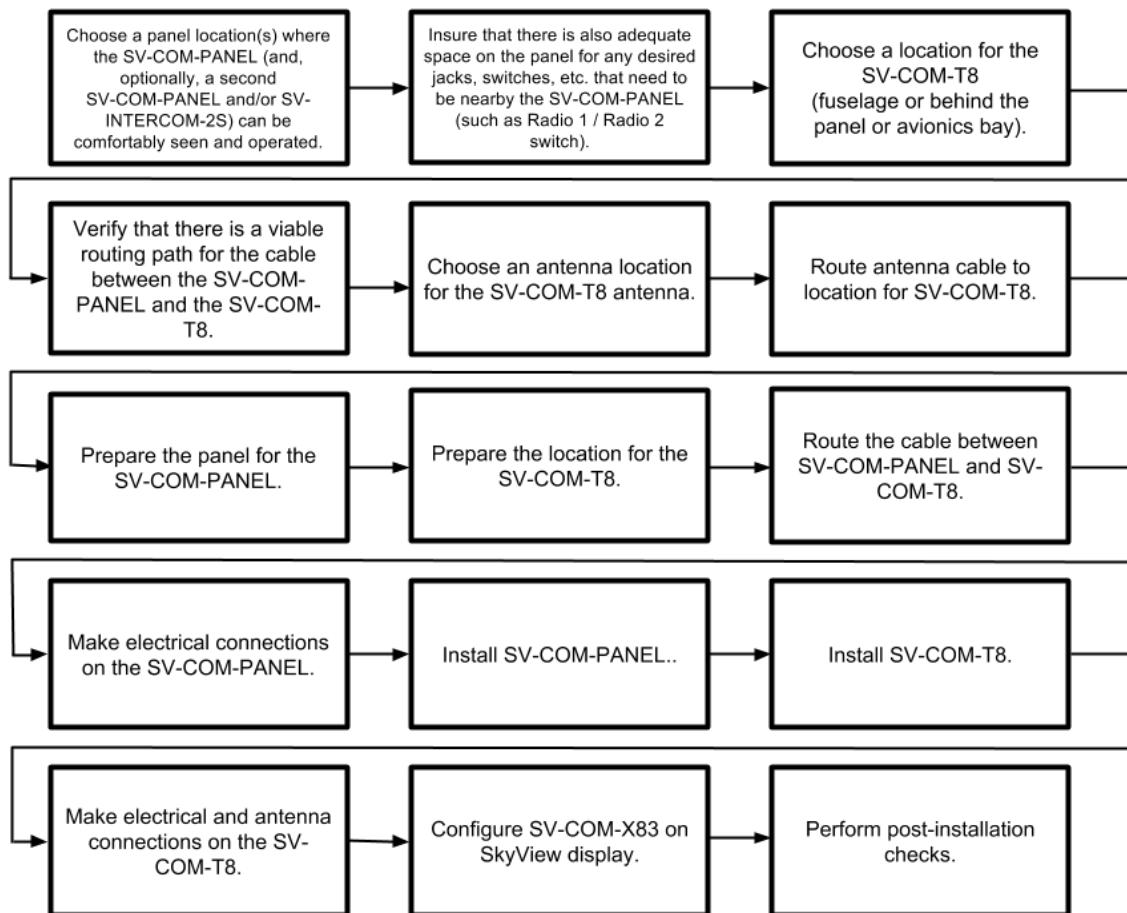 Choose a panel location(s) where
the SV-COM-PANEL (and,
optionally, a second
SV-COM-PANEL and/or SV-
INTERCOM-2S) can be
comfortably seen and operated.
Insure that there is also adequate
space on the panel for any desired
jacks, switches, etc. that need to
be nearby the SV-COM-PANEL
(such as Radio 1 / Radio 2
switch).
Choose a location for the
SV-COM-T8
(fuselage or behind the
panel or avionics bay).
Verify that there is a viable
routing path for the cable
between the SV-COM-
PANEL and the SV-COM-
T8.
Choose an antenna location
for the SV-COM-T8 antenna.
Route antenna cable to
location for SV-COM-T8.
Prepare the panel for the
SV-COM-PANEL.
Prepare the location for the
SV-COM-T8.
Route the cable between
SV-COM-PANEL and SV-
COM-T8.
Make electrical connections
on the SV-COM-PANEL.
Install SV-COM-PANEL..
Install SV-COM-T8.
Make electrical and antenna
connections on the SV-
COM-T8.
Configure SV-COM-X83 on
SkyView display.
Perform post-installation
checks.